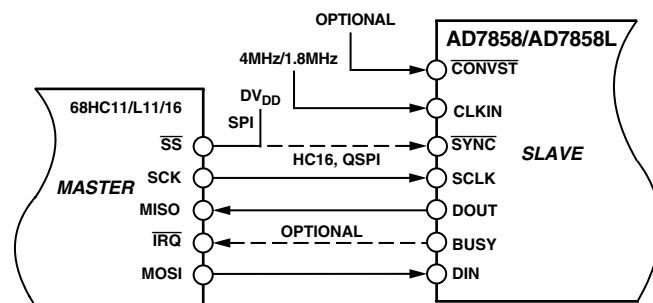 OPTIONAL
AD7858/AD7858L
4MHz/1.8MHz
CONVST
68HC11/L11/16
DVDD
CLKIN
SPI
SS
SYNC
HC16, QSPI
SLAVE
MASTER
SCK
SCLK
MISO
DOUT
OPTIONAL
IRQ
BUSY
MOSI
DIN